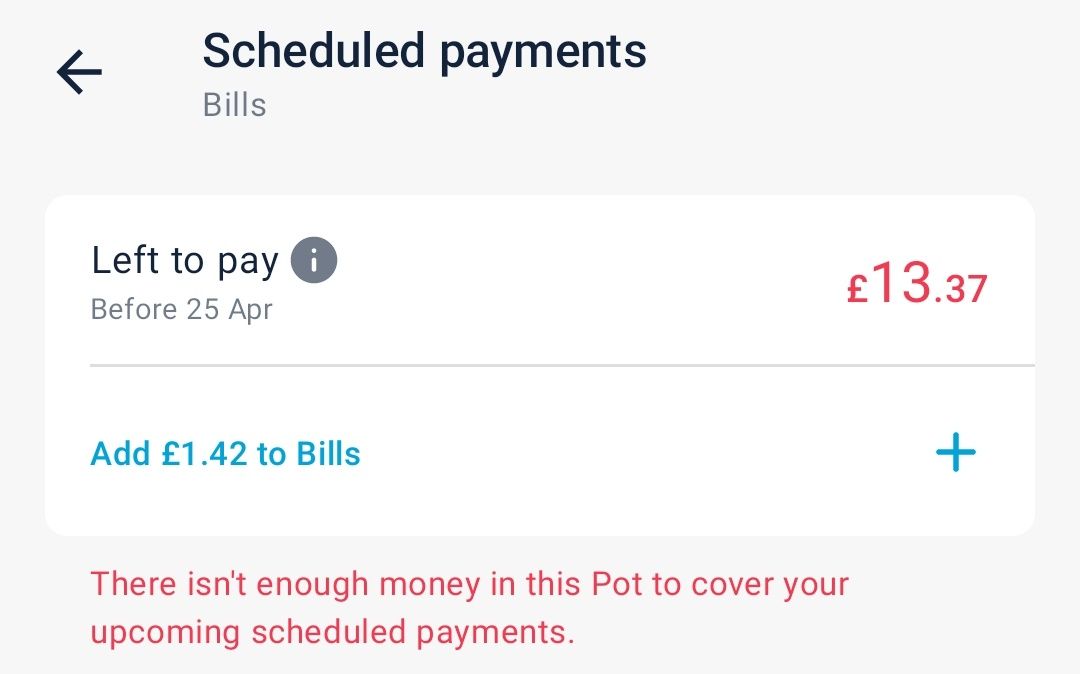 Scheduled payments
Bills
Left to pay
Before 25 Apr
£13.37
Add £1.42 to Bills
There isn't enough money in this Pot to cover your
upcoming scheduled payments.